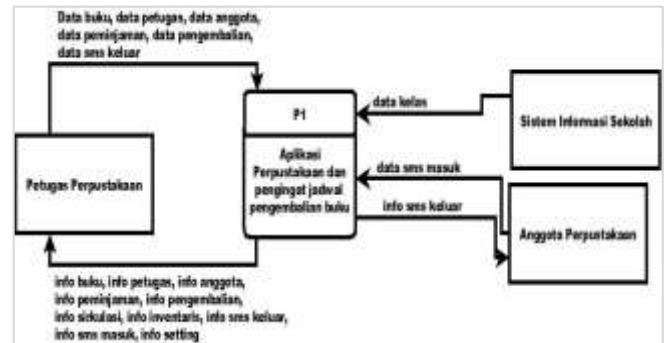 Data buku, data petugas, data anggota,
data peminjaman, data pengembalian,
data sms keluar
P1
Aplikasi
Perpustakaan dan
pengingat jadwal
pengembalian buku
Petugas Perpustakaan
data kelas
Sistem Informasi Sekolah
data sms masuk
info sms keluar
Anggota Perpustakaan
info buku, info petugas, info anggota,
info peminjaman, info pengembalian,
info sirkulasi, info inventaris, info sms keluar,
info sms masuk, info setting